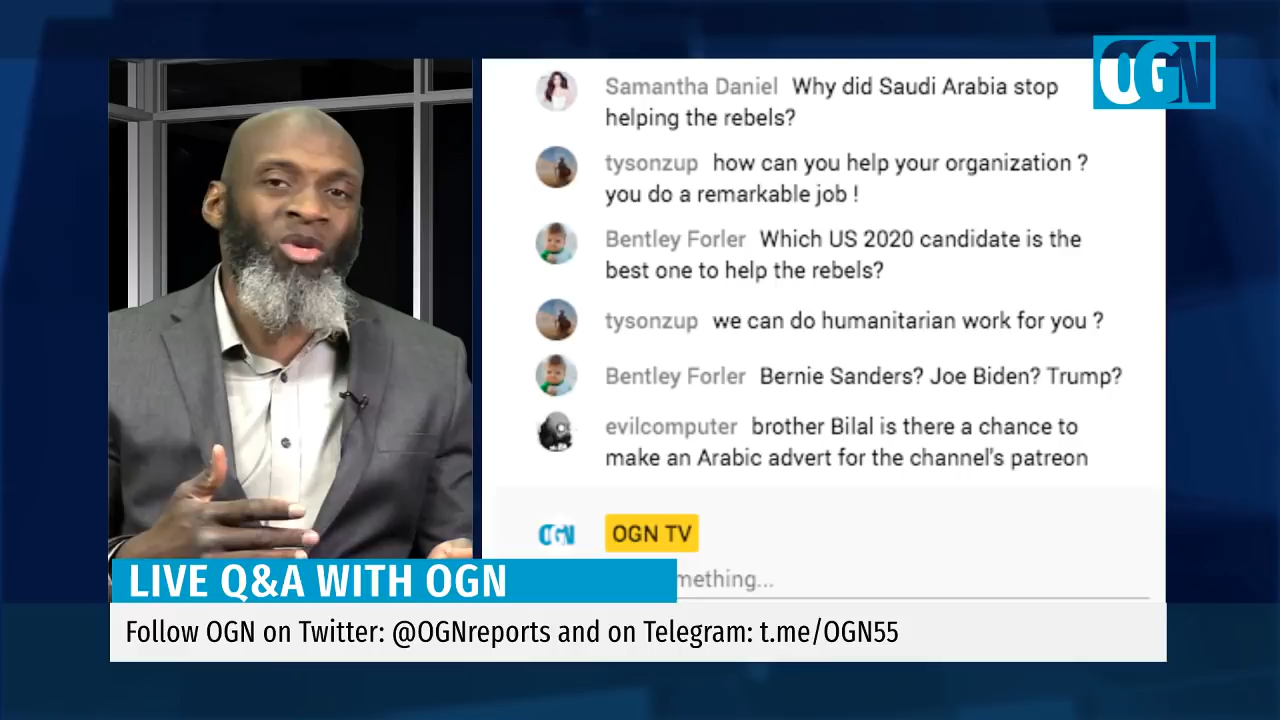 OGN
Samantha Daniel Why did Saudi Arabia stop
helping the rebels?
tysonzup how can you help your organization ?
you do a remarkable job !
Bentley Forler Which US 2020 candidate is the
best one to help the rebels?
tysonzup we can do humanitarian work for you ?
Bentley Forler Bernie Sanders? Joe Biden? Trump?
evilcomputer brother Bilal is there a chance to
make an Arabic advert for the channel's patreon
OGN OGN TV
mething...
LIVE Q&A WITH OGN
Follow OGN on Twitter: @OGNreports and on Telegram: t.me/OGN55